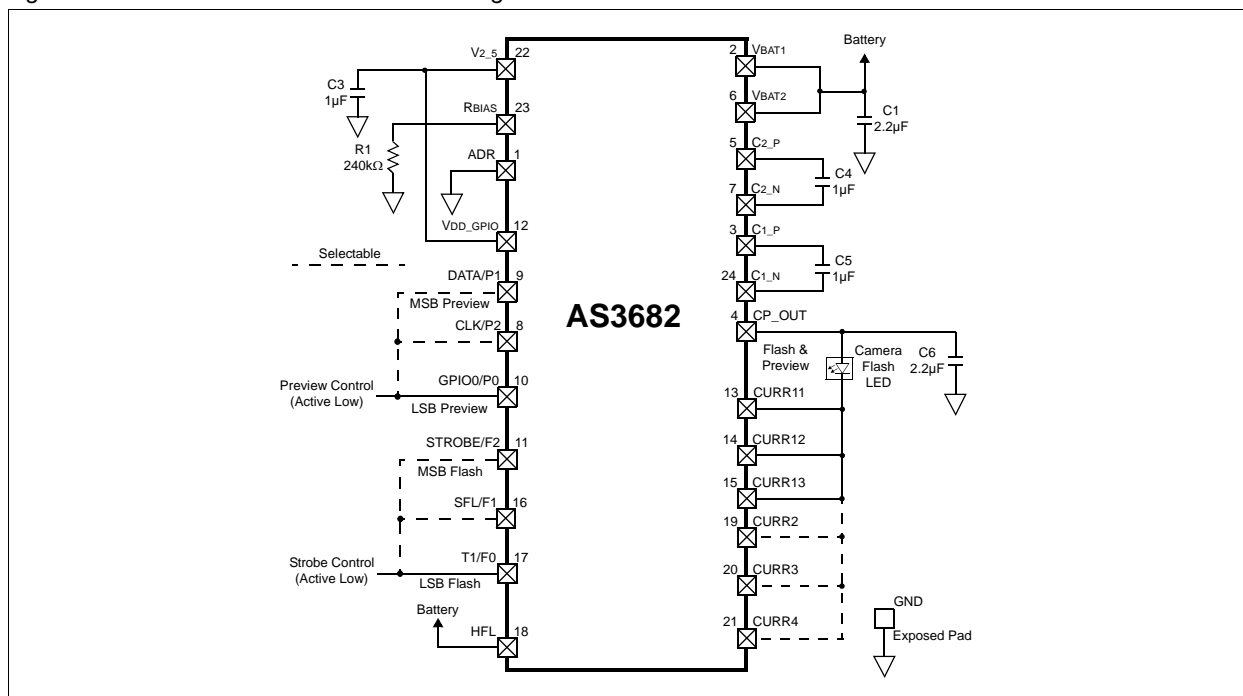 V2_5 22
C3
1µF
RBIAS 23
R1
240kΩ
ADR 1
VDD_GPIO 12
Selectable
DATA/P1 9
MSB Preview
CLK/P2 8
Preview Control
(Active Low)
GPIO0/P0 10
LSB Preview
STROBE/F2 11
MSB Flash
SFL/F1 16
Strobe Control
(Active Low)
T1/F0 17
LSB Flash
Battery
HFL 18
AS3682
2 VBAT1
Battery
6 VBAT2
C1
2.2µF
5 C2_P
C4
1µF
7 C2_N
3 C1_P
C5
1µF
24 C1_N
4 CP_OUT
Flash &
Preview
Camera
Flash
LED
C6
2.2µF
13 CURR11
14 CURR12
15 CURR13
19 CURR2
20 CURR3
21 CURR4
GND
Exposed Pad